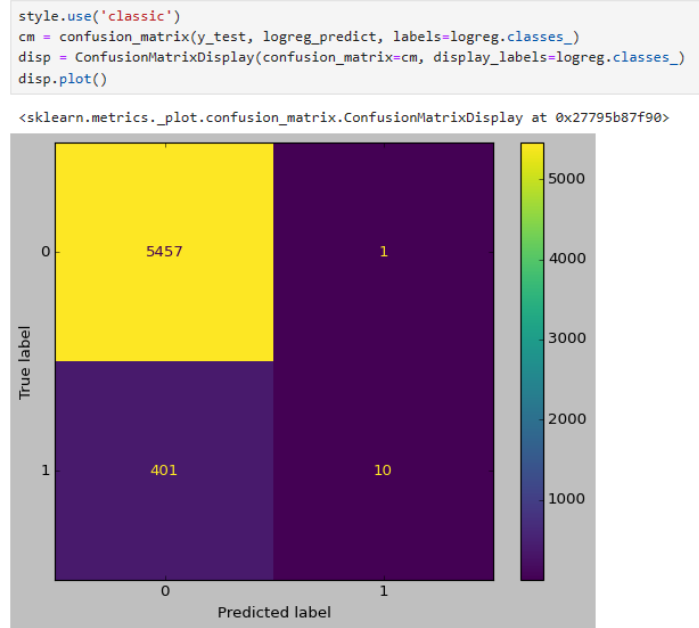 style.use('classic')
cm = confusion_matrix(y_test, logreg_predict, labels=logreg.classes_)
disp = ConfusionMatrixDisplay(confusion_matrix=cm, display_labels=logreg.classes_)
disp.plot()
<sklearn.metrics._plot.confusion_matrix.ConfusionMatrixDisplay at 0x27795b87f90>
5000
0 5457 1
4000
3000
True label
2000
1 401 10
1000
0 1
Predicted label